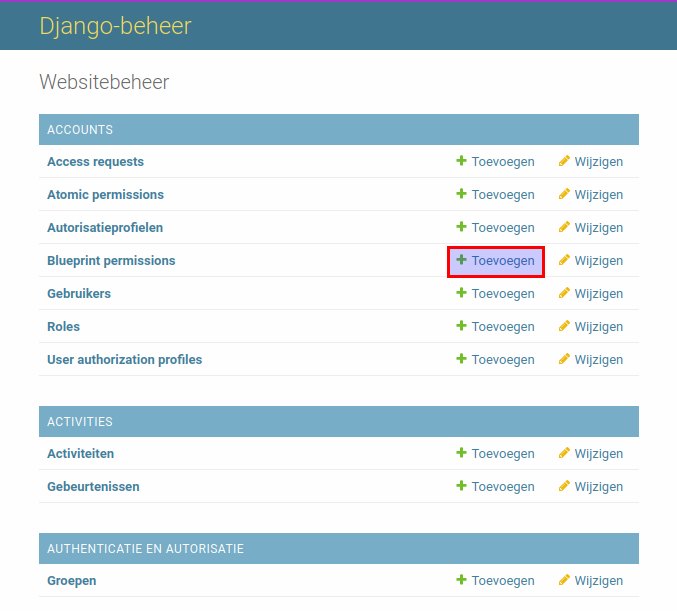 Django-beheer
Websitebeheer
ACCOUNTS
Access requests Toevoegen Wijzigen
Atomic permissions Toevoegen Wijzigen
Autorisatieprofielen Toevoegen Wijzigen
Blueprint permissions Toevoegen Wijzigen
Gebruikers Toevoegen Wijzigen
Roles Toevoegen Wijzigen
User authorization profiles Toevoegen Wijzigen
ACTIVITIES
Activiteiten Toevoegen Wijzigen
Gebeurtenissen Toevoegen Wijzigen
AUTHENTICATIE EN AUTORISATIE
Groepen Toevoegen Wijzigen